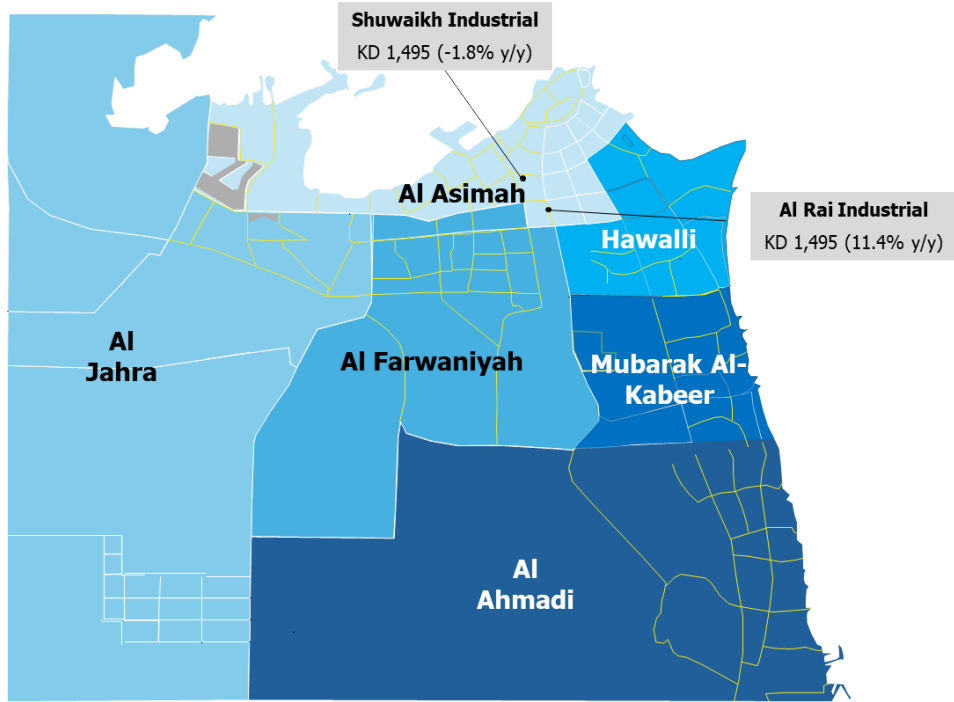 Shuwaikh Industrial
KD 1,495 (-1.8% y/y)
Al Asimah
Al Rai Industrial
KD 1,495 (11.4% y/y)
Hawalli
Al
Jahra
Al Farwaniyah
Mubarak Al-
Kabeer
Al
Ahmadi